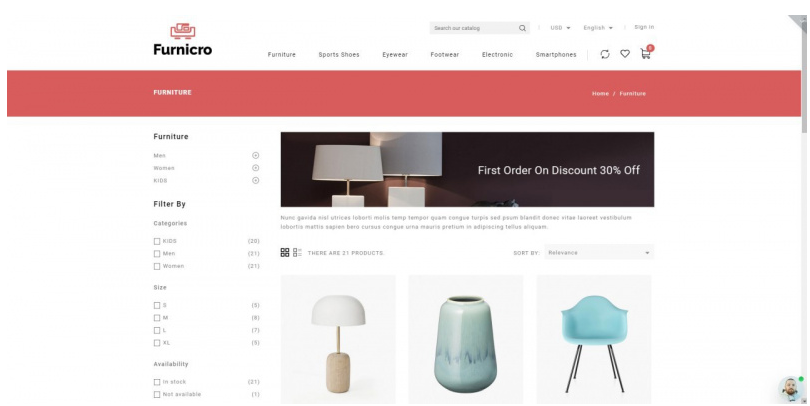 Search our catalog
USD
English
Sign in
Furnicro
Furniture
Sports Shoes
Eyewear
Footwear
Electronic
Smartphones
0
FURNITURE
Home / Furniture
Furniture
Men
Women
KIDS
Filter By
Categories
KIDS (20)
Men (21)
Women (21)
Size
S (5)
M (8)
L (7)
XL (5)
Availability
In stock (21)
Not available (1)
First Order On Discount 30% Off
Nunc gavida nisl utrices loborti molis temp tempor quam congue turpis sed psum blandit donec vitae laoreet vestibulum
lobortis mattis sapien bero cursus congue urna mauris pretium in adipiscing tellus aliquam.
THERE ARE 21 PRODUCTS.
SORT BY:
Relevance